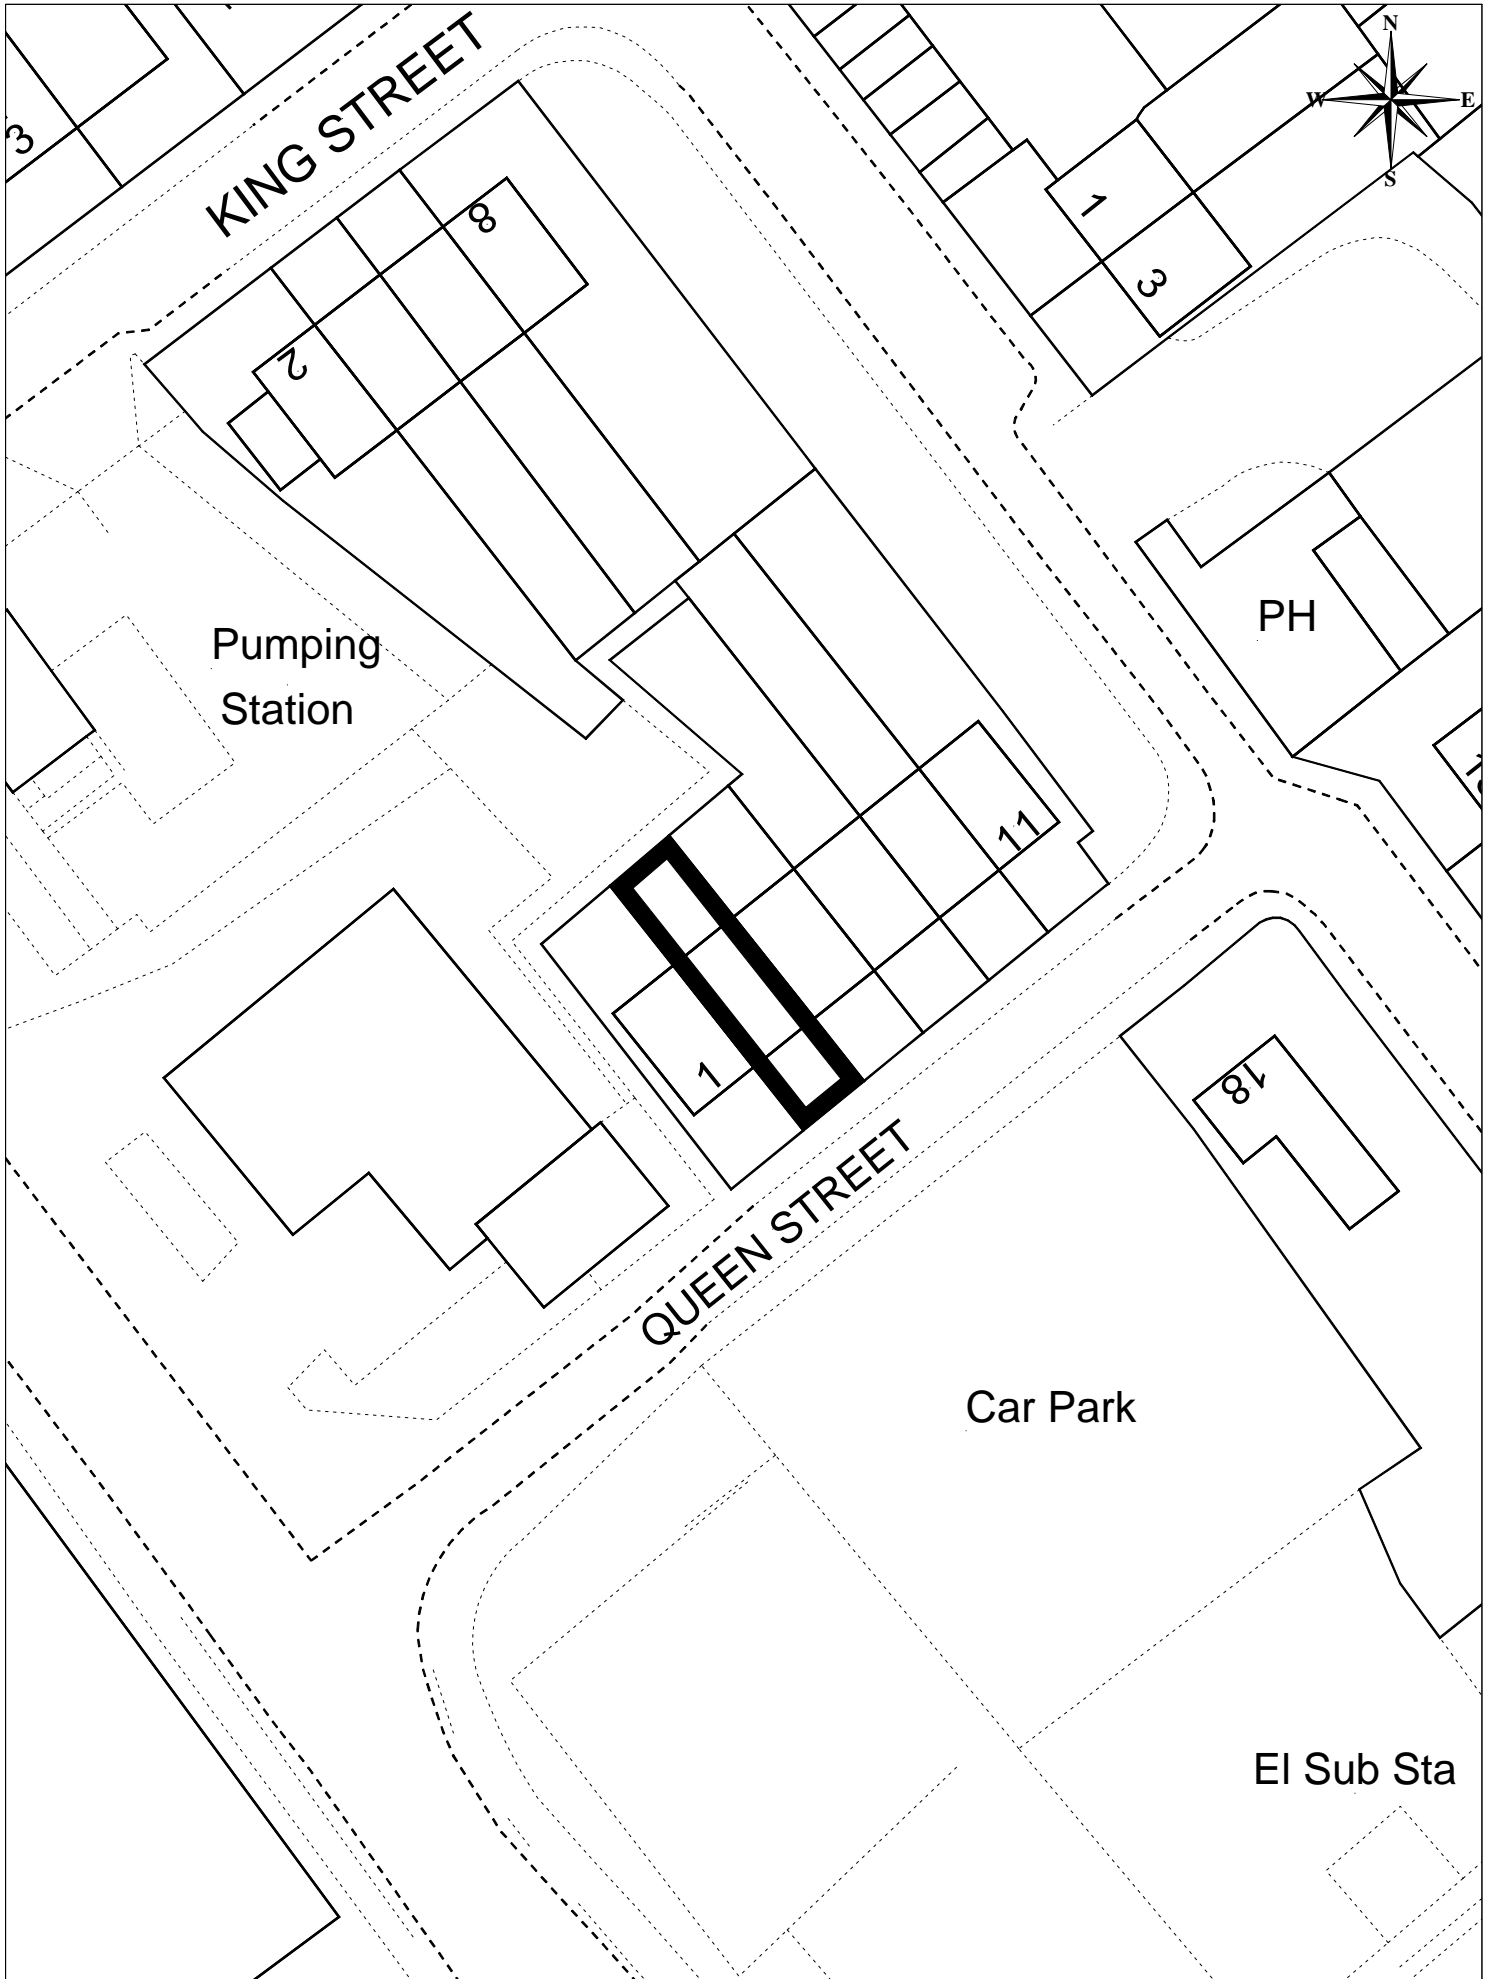 N
W E
S
KING STREET
3
8
2
1
3
PH
Pumping
Station
11
1
18
QUEEN STREET
Car Park
El Sub Sta